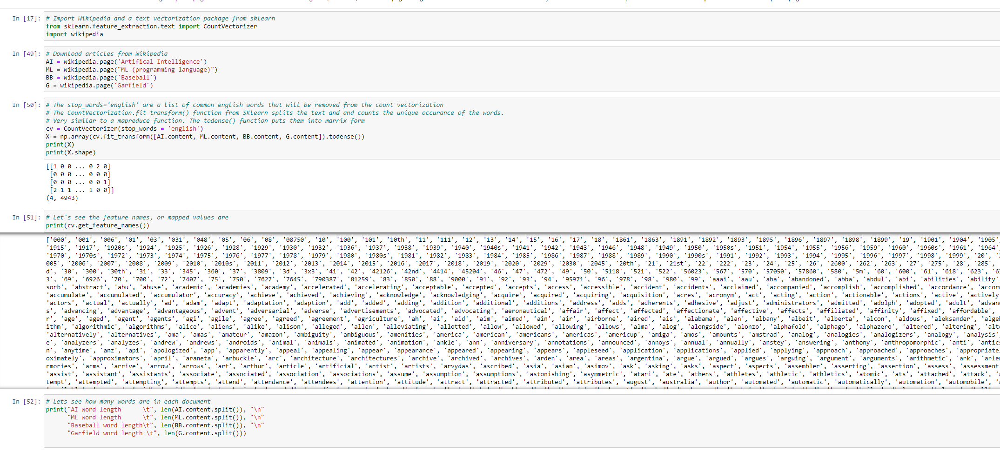 In [17]: # Import Wikipedia and a text vectorization package from sklearn
from sklearn.feature_extraction.text import CountVectorizer
import wikipedia
In [49]: # Download articles from Wikipedia
AI = wikipedia.page('Artifical Intelligence')
ML = wikipedia.page("ML (programming language)")
BB = wikipedia.page('Baseball')
G = wikipedia.page('Garfield')
In [50]: # The stop_words='english' are a list of common english words that will be removed from the count vectorization
# The CountVectorization.fit_transform() function from SKlearn splits the text and and counts the unique occurance of the words.
# Very similar to a mapreduce function. The todense() function puts them into marrix form
cv = CountVectorizer(stop_words = 'english')
X = np.array(cv.fit_transform([AI.content, ML.content, BB.content, G.content]).todense())
print(X)
print(X.shape)
[[1 0 0 ... 0 2 0]
[0 0 0 ... 0 0 0]
[0 0 0 ... 0 0 1]
[2 1 1 ... 1 0 0]]
(4, 4943)
In [51]: # Let's see the feature names, or mapped values are
print(cv.get_feature_names())
['000', '001', '006', '01', '03', '031', '048', '05', '06', '08', '08750', '10', '100', '101', '10th', '11', '111', '12', '13', '14', '15', '16', '17', '18', '1861', '1863', '1891', '1892', '1893', '1895', '1896', '1897', '1898', '1899', '19', '1901', '1904', '1905'
'1915', '1917', '1920s', '1924', '1925', '1926', '1928', '1929', '1930', '1932', '1936', '1937', '1938', '1939', '1940', '1940s', '1941', '1942', '1943', '1946', '1948', '1949', '1950', '1950s', '1951', '1954', '1955', '1956', '1959', '1960', '1960s', '1961', '1964'
'1970', '1970s', '1972', '1973', '1974', '1975', '1976', '1977', '1978', '1979', '1980', '1980s', '1981', '1982', '1983', '1984', '1985', '1986', '1987', '1988', '1989', '1990', '1990s', '1991', '1992', '1993', '1994', '1995', '1996', '1997', '1998', '1999', '20',
005', '2006', '2007', '2008', '2009', '2010', '2010s', '2011', '2012', '2013', '2014', '2015', '2016', '2017', '2018', '2019', '2020', '2029', '2030', '2045', '20th', '21', '21st', '22', '222', '23', '24', '25', '26', '2600', '262', '263', '27', '275', '28', '285',
d', '30', '300', '30th', '31', '33', '345', '360', '37', '3809', '3d', '3x3', '41', '42', '42126', '42nd', '4414', '45204', '46', '47', '472', '49', '50', '5118', '521', '522', '56023', '567', '570', '57050', '57860', '580', '5m', '60', '600', '61', '618', '623',
3', '69', '6926', '70', '700', '72', '7407', '75', '750', '7627', '7645', '790387', '81259', '83', '850', '88', '9000', '91', '92', '93', '94', '95971', '96', '978', '98', '980', '99', 'aaai', 'aau', 'aba', 'abandoned', 'abba', 'abdul', 'abi', 'abilities', 'ability'
sorb', 'abstract', 'abu', 'abuse', 'academic', 'academies', 'academy', 'accelerated', 'accelerating', 'acceptable', 'accepted', 'accepts', 'access', 'accessible', 'accident', 'accidents', 'acclaimed', 'accompanied', 'accomplish', 'accomplished', 'accordance',
'accumulate', 'accumulated', 'accumulator', 'accuracy', 'achieve', 'achieved', 'achieving', 'acknowledge', 'acknowledging', 'acquire', 'acquired', 'acquiring', 'acquisition', 'acres', 'acronym', 'act', 'acting', 'action', 'actionable', 'actions', 'active', 'actively
'actors', 'actual', 'actually', 'ad', 'adam', 'adapt', 'adaptation', 'adaption', 'add', 'added', 'adding', 'addition', 'additional', 'additions', 'address', 'adds', 'adherents', 'adhesive', 'adjust', 'administrators', 'admitted', 'adolph', 'adopted', 'adult',
s', 'advancing', 'advantage', 'advantageous', 'advent', 'adversarial', 'adverse', 'advertisements', 'advocated', 'advocating', 'aeronautical', 'affair', 'affect', 'affected', 'affectionate', 'affective', 'affects', 'affiliated', 'affinity', 'affixed', 'affordable',
r', 'age', 'aged', 'agent', 'agents', 'agi', 'agile', 'agree', 'agreed', 'agreement', 'agriculture', 'ah', 'ai', 'aid', 'aim', 'aimed', 'ain', 'air', 'airborne', 'aired', 'ais', 'alabama', 'alan', 'albany', 'albeit', 'alberta', 'alcon', 'aldous', 'aleksander',
ithm', 'algorithmic', 'algorithms', 'alice', 'aliens', 'alike', 'alison', 'alleged', 'allen', 'alleviating', 'allotted', 'allow', 'allowed', 'allowing', 'allows', 'alma', 'alog', 'alongside', 'alonzo', 'alphafold', 'alphago', 'alphazero', 'altered', 'altering',
'alternatively', 'alternatives', 'ama', 'amas', 'amateur', 'amazon', 'ambiguity', 'ambiguous', 'amenities', 'america', 'american', 'americans', 'americas', 'americup', 'amiga', 'amos', 'amounts', 'amstrad', 'analog', 'analogies', 'analogizers', 'analogy', 'analysis'
e', 'analyzers', 'analyzes', 'andrew', 'andrews', 'androids', 'animal', 'animals', 'animated', 'animation', 'ankle', 'ann', 'anniversary', 'annotations', 'announced', 'annoys', 'annual', 'annually', 'anstey', 'answering', 'anthony', 'anthropomorphic', 'anti',
n', 'anytime', 'anz', 'api', 'apologized', 'app', 'apparently', 'appeal', 'appealing', 'appear', 'appearance', 'appeared', 'appearing', 'appears', 'appleseed', 'application', 'applications', 'applied', 'applying', 'approach', 'approached', 'approaches',
oximately', 'approximators', 'april', 'araneta', 'arbuckle', 'arc', 'architecture', 'architectures', 'archive', 'archived', 'archives', 'arden', 'area', 'areas', 'argentina', 'argue', 'argued', 'argues', 'arguing', 'argument', 'arguments', 'arithmetic', 'ark',
rmories', 'arms', 'arrive', 'arrow', 'arrows', 'art', 'arthur', 'article', 'artificial', 'artist', 'artists', 'arvydas', 'ascribed', 'asia', 'asian', 'asimov', 'ask', 'asking', 'asks', 'aspect', 'aspects', 'assembler', 'asserting', 'assertion', 'assess', 'assessment
'assist', 'assistant', 'assistants', 'associate', 'associated', 'association', 'associations', 'assume', 'assumption', 'assumptions', 'astonishing', 'asymmetric', 'atari', 'ate', 'athens', 'athletes', 'athletic', 'athletics', 'atomic', 'ats', 'attached', 'attack',
tempt', 'attempted', 'attempting', 'attempts', 'attend', 'attendance', 'attendees', 'attention', 'attitude', 'attract', 'attracted', 'attributed', 'attributes', 'august', 'australia', 'author', 'automated', 'automatic', 'automatically', 'automation', 'automobile',
In [52]: # Lets see how many words are in each document
print("AI word length      \t", len(AI.content.split()), "\n"
"ML word length      \t", len(ML.content.split()), "\n"
"Baseball word length\t", len(BB.content.split()), "\n"
"Garfield word length \t", len(G.content.split()))